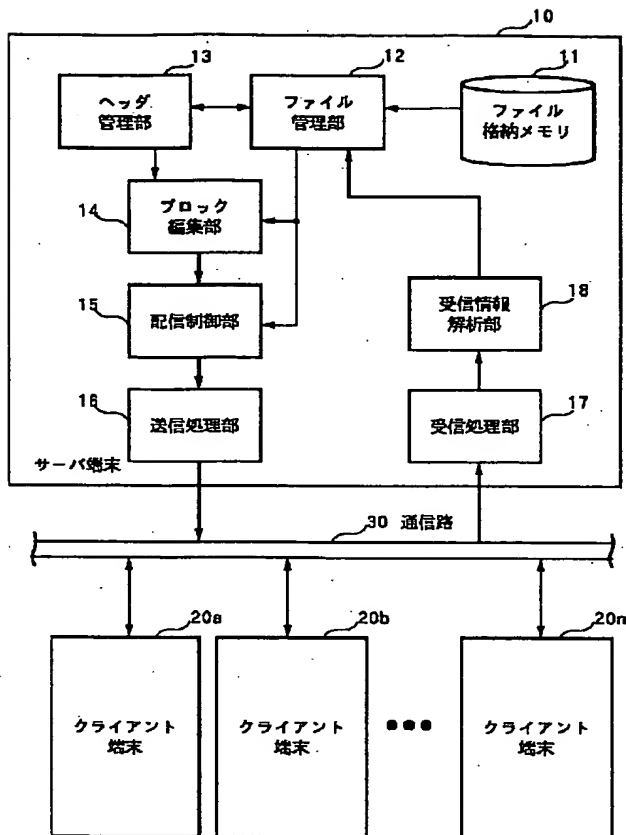 10
13
12
11
ヘッダ
管理部
ファイル
管理部
ファイル
格納メモリ
14
ブロック
編集部
15
配信制御部
18
受信情報
解析部
16
送信処理部
17
受信処理部
サーバ端末
30 通信路
20a
20b
20n
クライアント
端末
クライアント
端末
•••
クライアント
端末